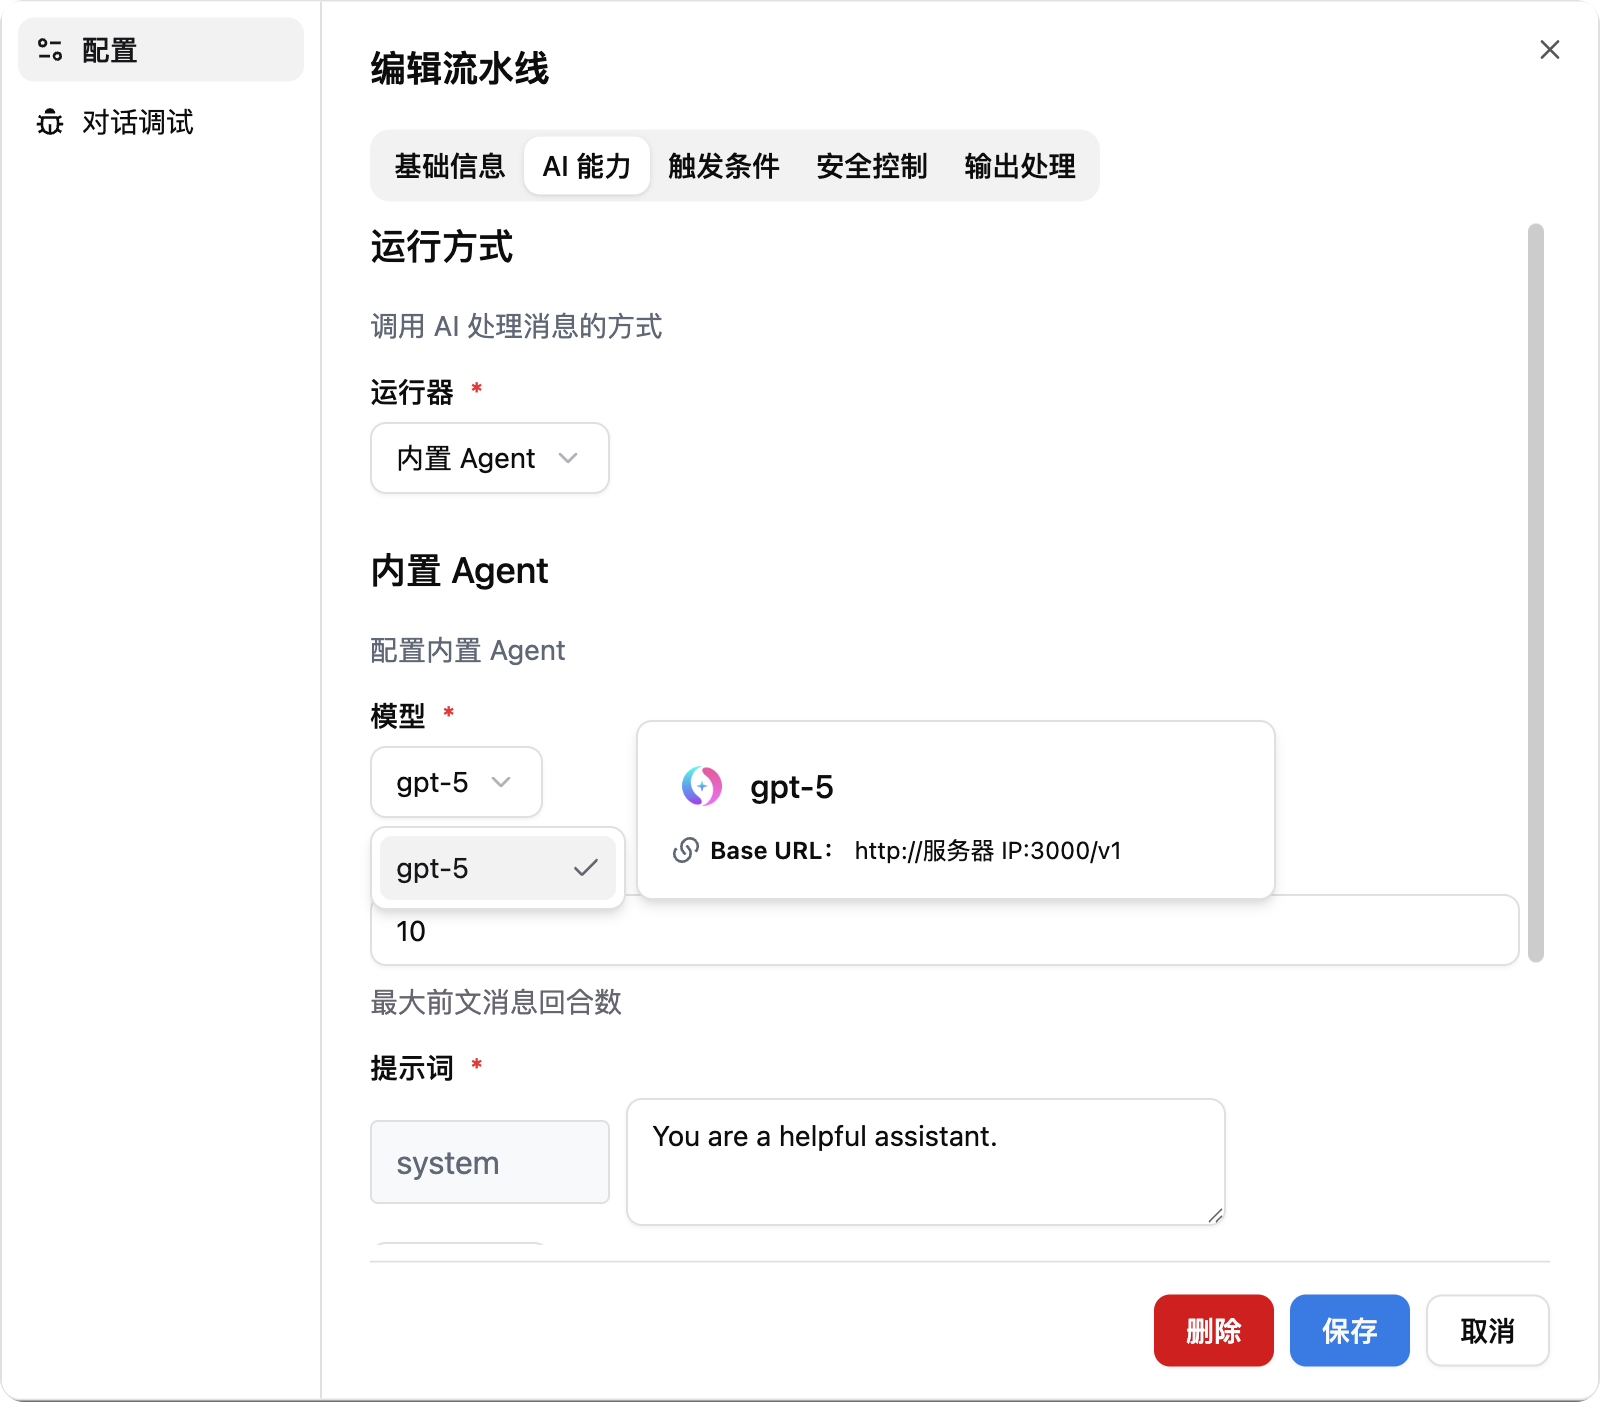 配置
对话调试
编辑流水线
基础信息 AI 能力 触发条件 安全控制 输出处理
运行方式
调用 AI 处理消息的方式
运行器 *
内置 Agent
内置 Agent
配置内置 Agent
模型 *
gpt-5
gpt-5
gpt-5
Base URL： http://服务器 IP:3000/v1
10
最大前文消息回合数
提示词 *
system
You are a helpful assistant.
删除 保存 取消